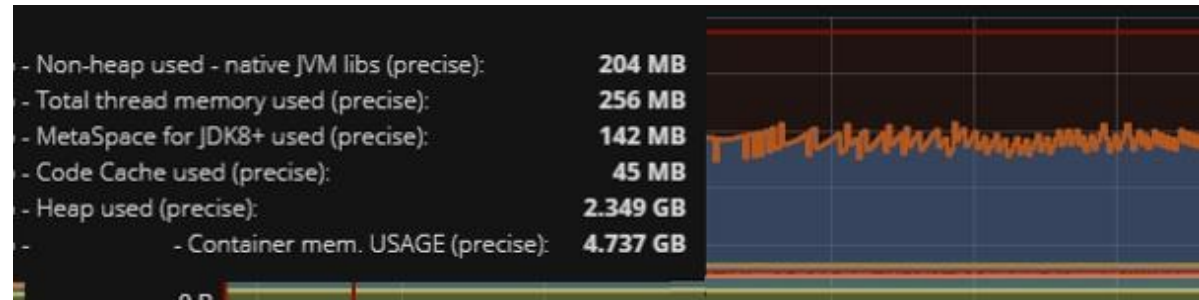 - Non-heap used - native JVM libs (precise): 204 MB
- Total thread memory used (precise): 256 MB
- MetaSpace for JDK8+ used (precise): 142 MB
- Code Cache used (precise): 45 MB
- Heap used (precise): 2.349 GB
- - Container mem. USAGE (precise): 4.737 GB
0 B